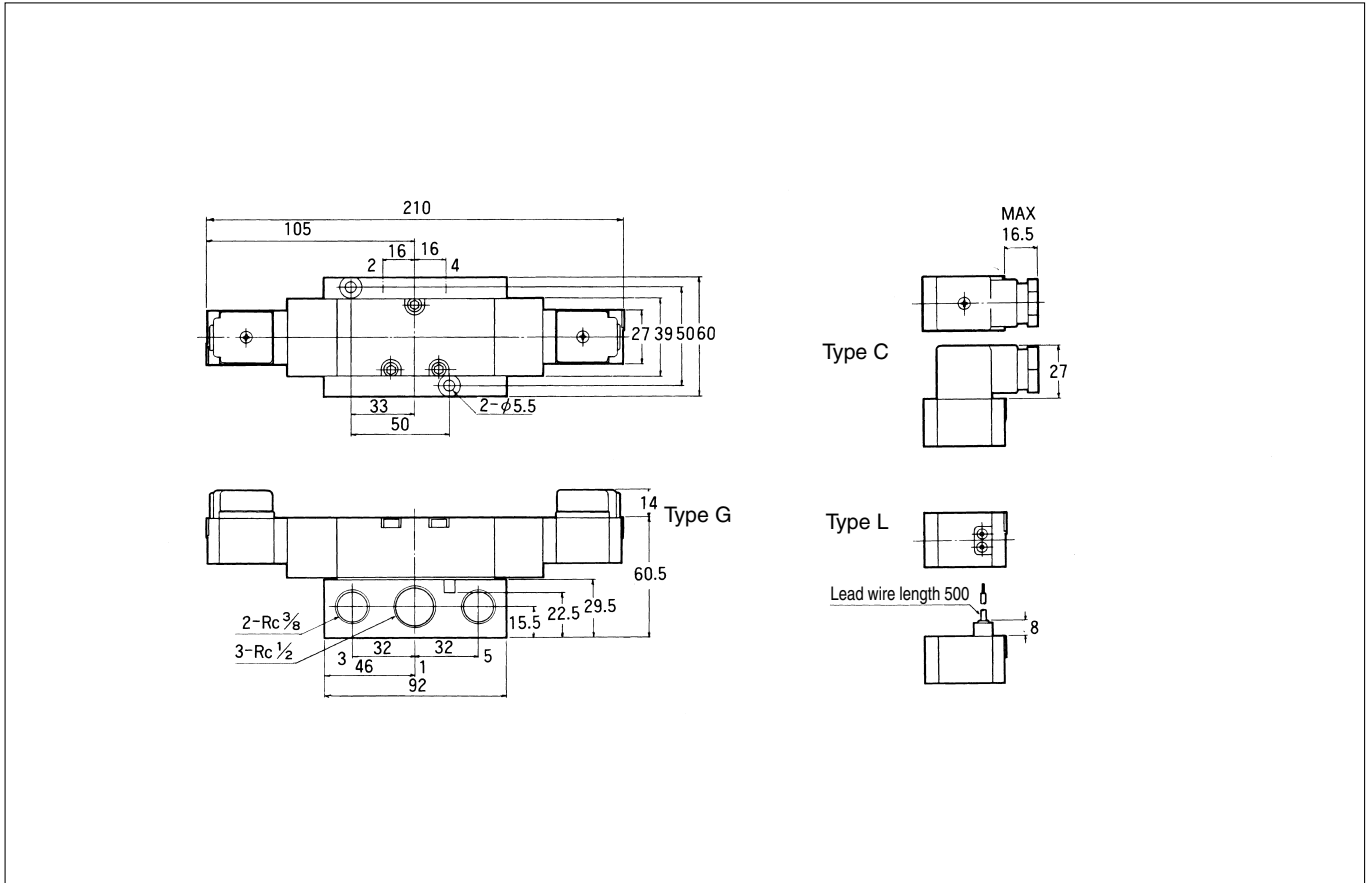 210
105
16 16
2 4
27 39 50 60
33
2-φ5.5
50
MAX
16.5
Type C
27
14
Type G
60.5
29.5
22.5
15.5
2-Rc 3/8
3-Rc 1/2
3 32 32 5
46 1
92
Type L
Lead wire length 500
8